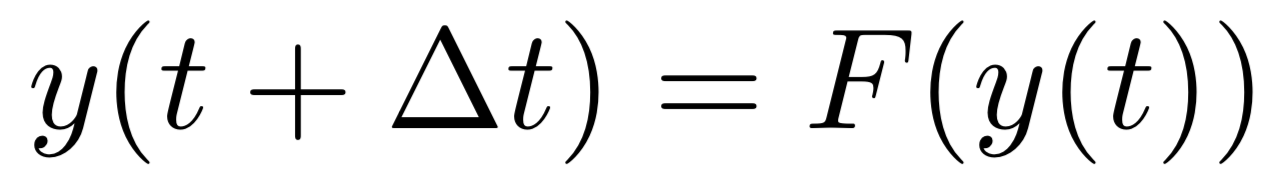 y(t + Δt) = F(y(t))